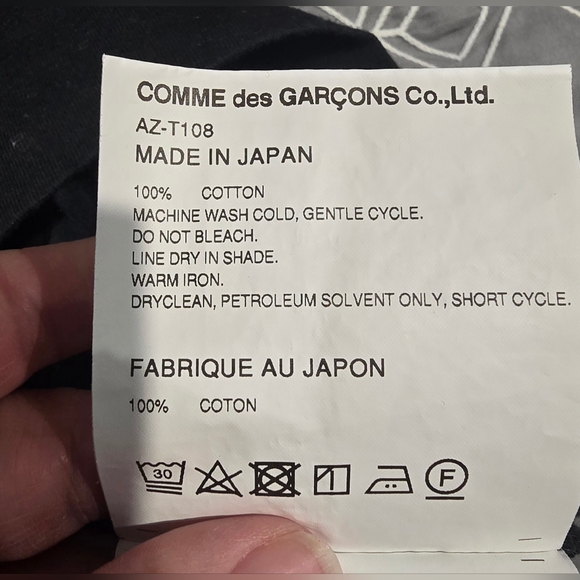 COMME des GARÇONS Co.,Ltd.
AZ-T108
MADE IN JAPAN
100% COTTON
MACHINE WASH COLD, GENTLE CYCLE.
DO NOT BLEACH.
LINE DRY IN SHADE.
WARM IRON.
DRYCLEAN, PETROLEUM SOLVENT ONLY, SHORT CYCLE.
FABRIQUE AU JAPON
100% COTON
30 F